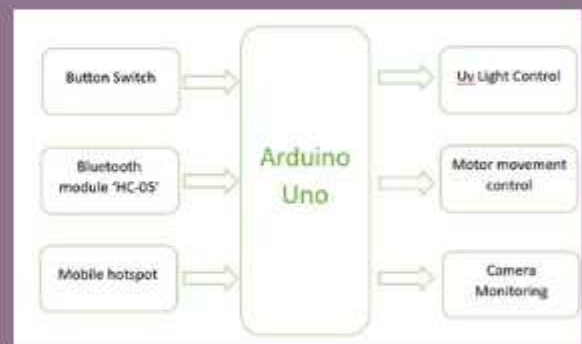 Button Switch
Bluetooth
module 'HC-05'
Mobile hotspot
Arduino
Uno
Uv Light Control
Motor movement
control
Camera
Monitoring